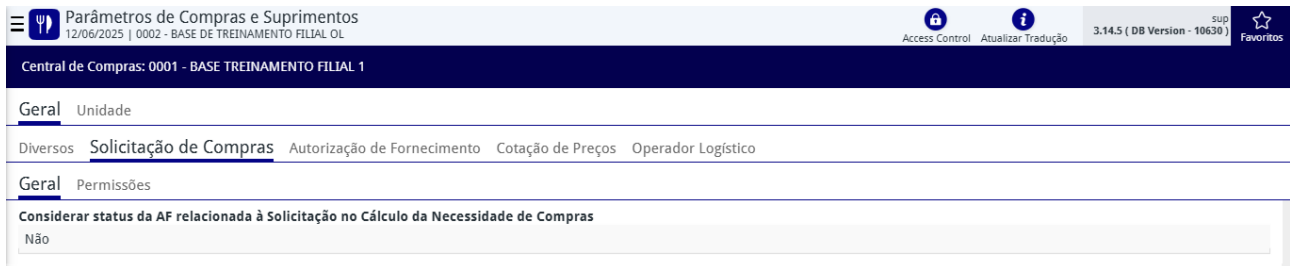 Parâmetros de Compras e Suprimentos
12/06/2025 | 0002 - BASE DE TREINAMENTO FILIAL OL
Access Control
Atualizar Tradução
sup
3.14.5 ( DB Version - 10630 )
Favoritos
Central de Compras: 0001 - BASE TREINAMENTO FILIAL 1
Geral Unidade
Diversos Solicitação de Compras Autorização de Fornecimento Cotação de Preços Operador Logístico
Geral Permissões
Considerar status da AF relacionada à Solicitação no Cálculo da Necessidade de Compras
Não